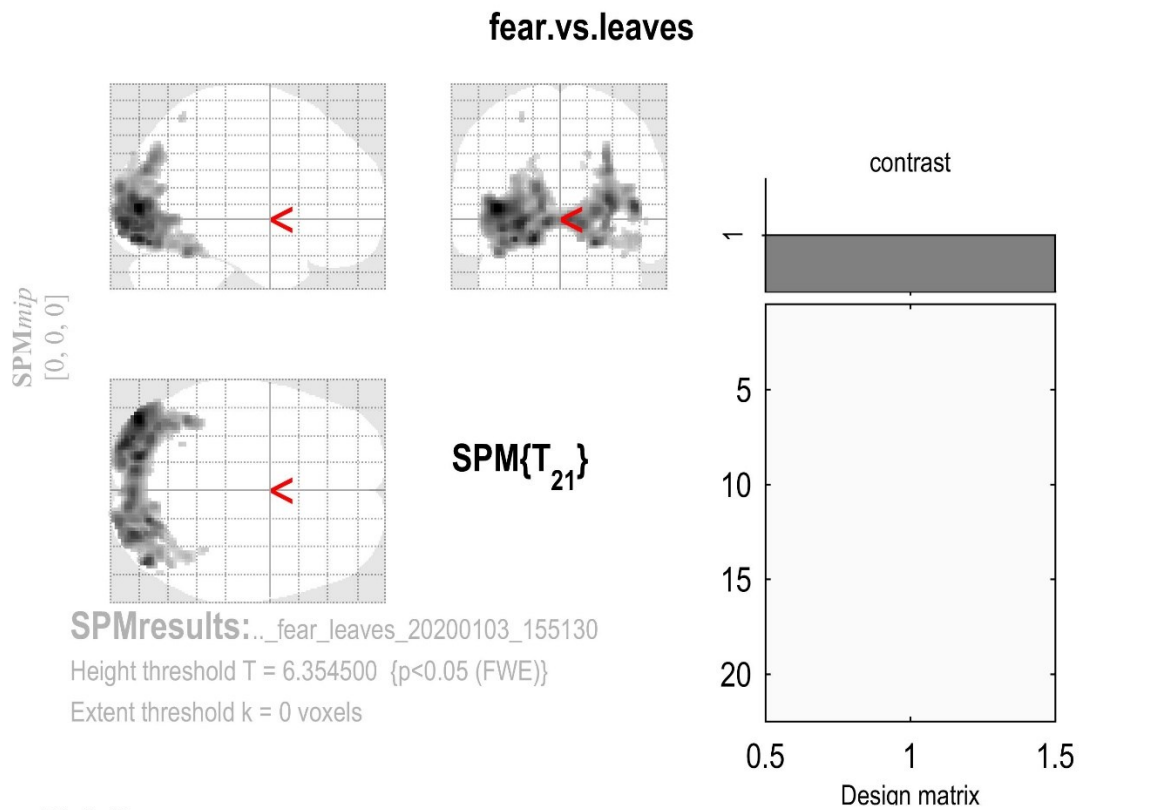 fear.vs.leaves
SPMmip
[0, 0, 0]
<
<
<
SPM{T21}
contrast
1
5
10
15
20
0.5 1 1.5
Design matrix
SPMresults:.._fear_leaves_20200103_155130
Height threshold T = 6.354500 {p<0.05 (FWE)}
Extent threshold k = 0 voxels